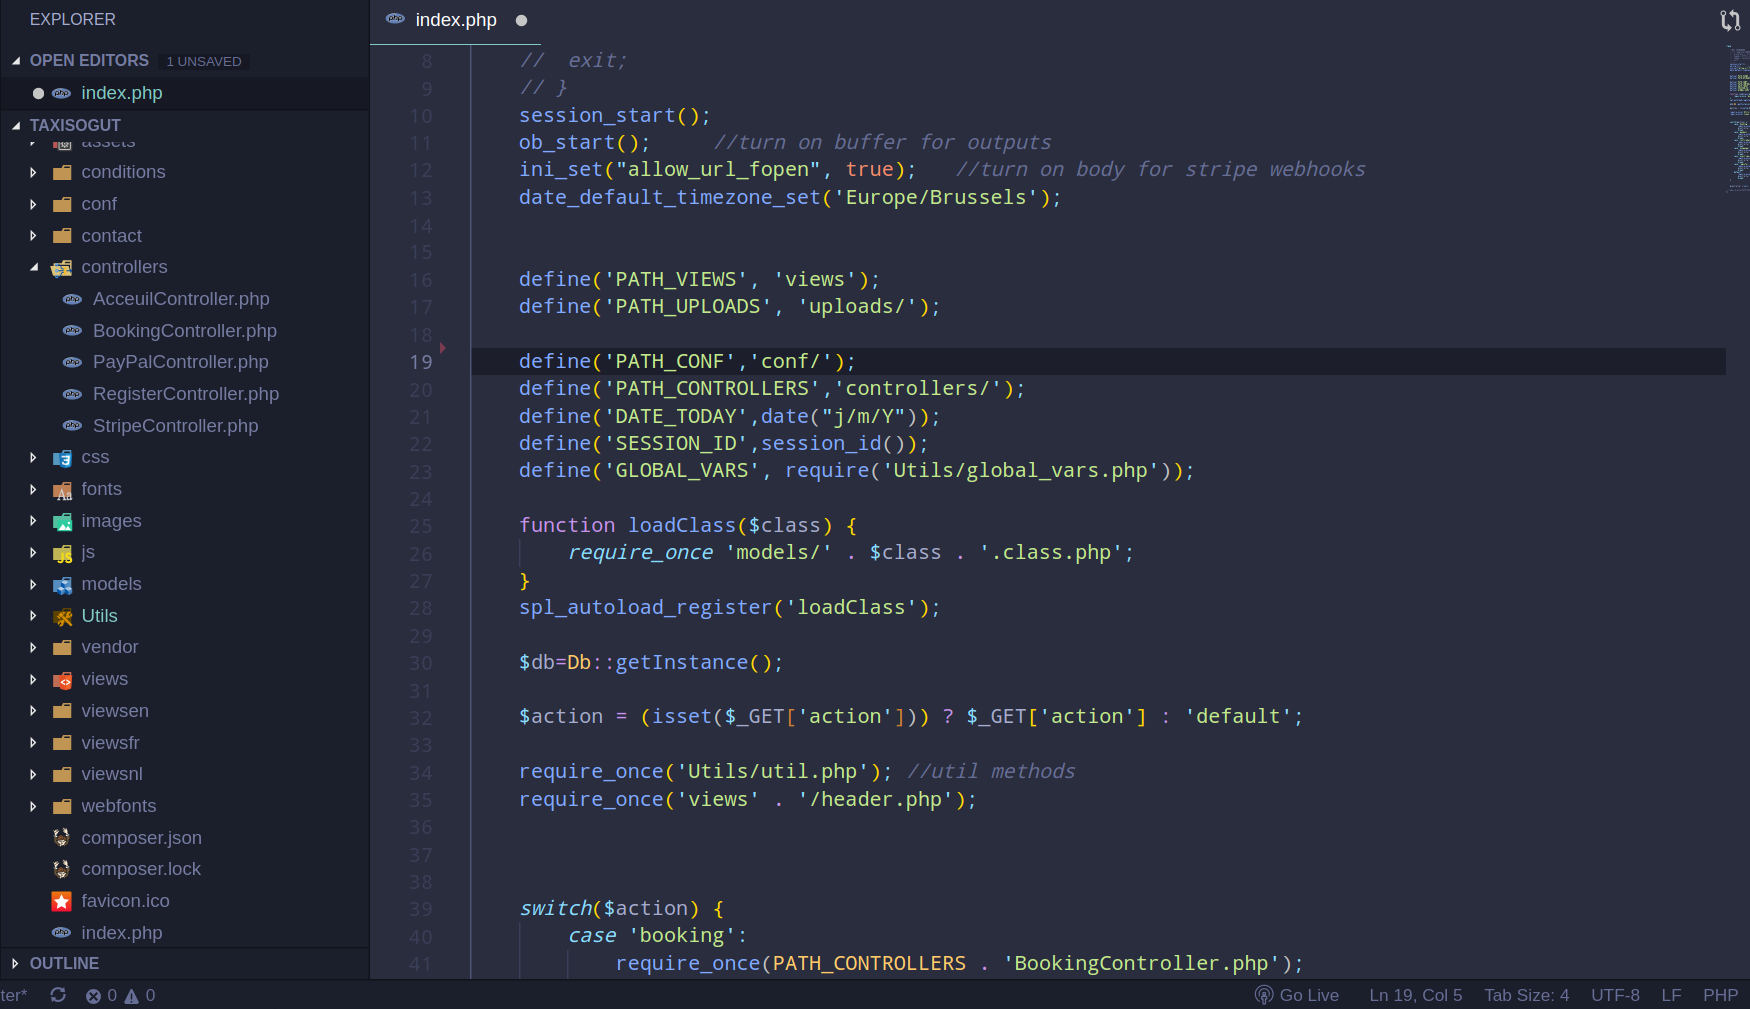 EXPLORER
OPEN EDITORS 1 UNSAVED
index.php
TAXISOGUT
assets
conditions
conf
contact
controllers
AcceuilController.php
BookingController.php
PayPalController.php
RegisterController.php
StripeController.php
css
fonts
images
js
models
Utils
vendor
views
viewsen
viewsfr
viewsnl
webfonts
composer.json
composer.lock
favicon.ico
index.php
OUTLINE
index.php
8 //  exit;
9 // }
10 session_start();
11 ob_start();     //turn on buffer for outputs
12 ini_set("allow_url_fopen", true);   //turn on body for stripe webhooks
13 date_default_timezone_set('Europe/Brussels');
14
15
16 define('PATH_VIEWS', 'views');
17 define('PATH_UPLOADS', 'uploads/');
18
19 define('PATH_CONF','conf/');
20 define('PATH_CONTROLLERS','controllers/');
21 define('DATE_TODAY',date("j/m/Y"));
22 define('SESSION_ID',session_id());
23 define('GLOBAL_VARS', require('Utils/global_vars.php'));
24
25 function loadClass($class) {
26     require_once 'models/' . $class . '.class.php';
27 }
28 spl_autoload_register('loadClass');
29
30 $db=Db::getInstance();
31
32 $action = (isset($_GET['action'])) ? $_GET['action'] : 'default';
33
34 require_once('Utils/util.php'); //util methods
35 require_once('views' . '/header.php');
36
37
38
39 switch($action) {
40     case 'booking':
41         require_once(PATH_CONTROLLERS . 'BookingController.php');
ter* 0 0 Go Live Ln 19, Col 5 Tab Size: 4 UTF-8 LF PHP